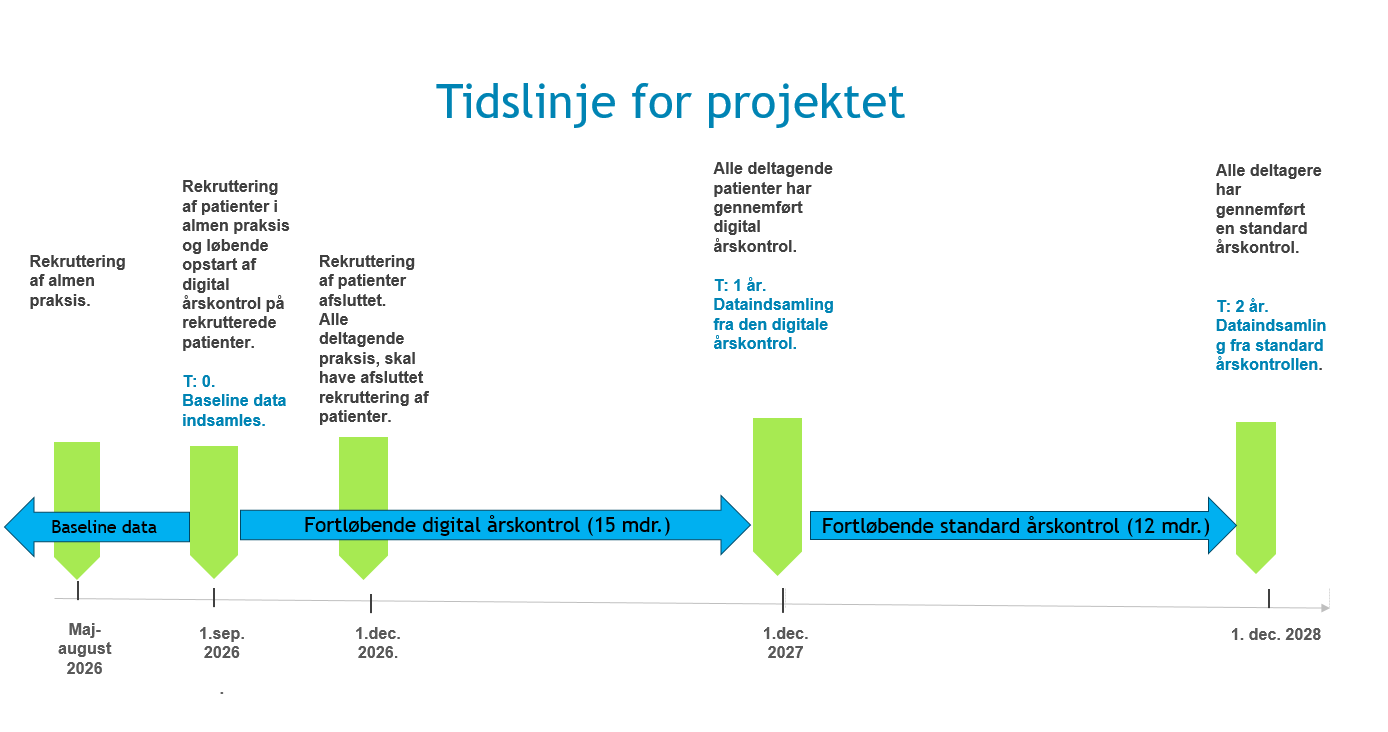 Tidslinje for projektet
Rekruttering
af almen
praksis.
Rekruttering
af patienter i
almen praksis
og løbende
opstart af
digital
årskontrol på
rekrutterede
patienter.
T: 0.
Baseline data
indsamles.
Rekruttering
af patienter
afsluttet.
Alle
deltagende
praksis, skal
have afsluttet
rekruttering af
patienter.
Alle deltagende
patienter har
gennemført
digital
årskontrol.
T: 1 år.
Dataindsamling
fra den digitale
årskontrol.
Alle deltagere
har
gennemført
en standard
årskontrol.
T: 2 år.
Dataindsamlin
g fra standard
årskontrollen.
Baseline data
Fortløbende digital årskontrol (15 mdr.)
Fortløbende standard årskontrol (12 mdr.)
Maj-
august
2026
1.sep.
2026
.
1.dec.
2026.
1.dec.
2027
1. dec. 2028